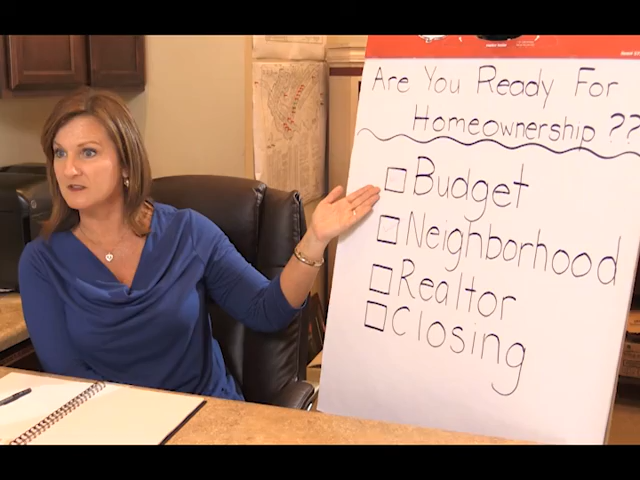 Are You Ready For
Homeownership ??
Budget
Neighborhood
Realtor
Closing